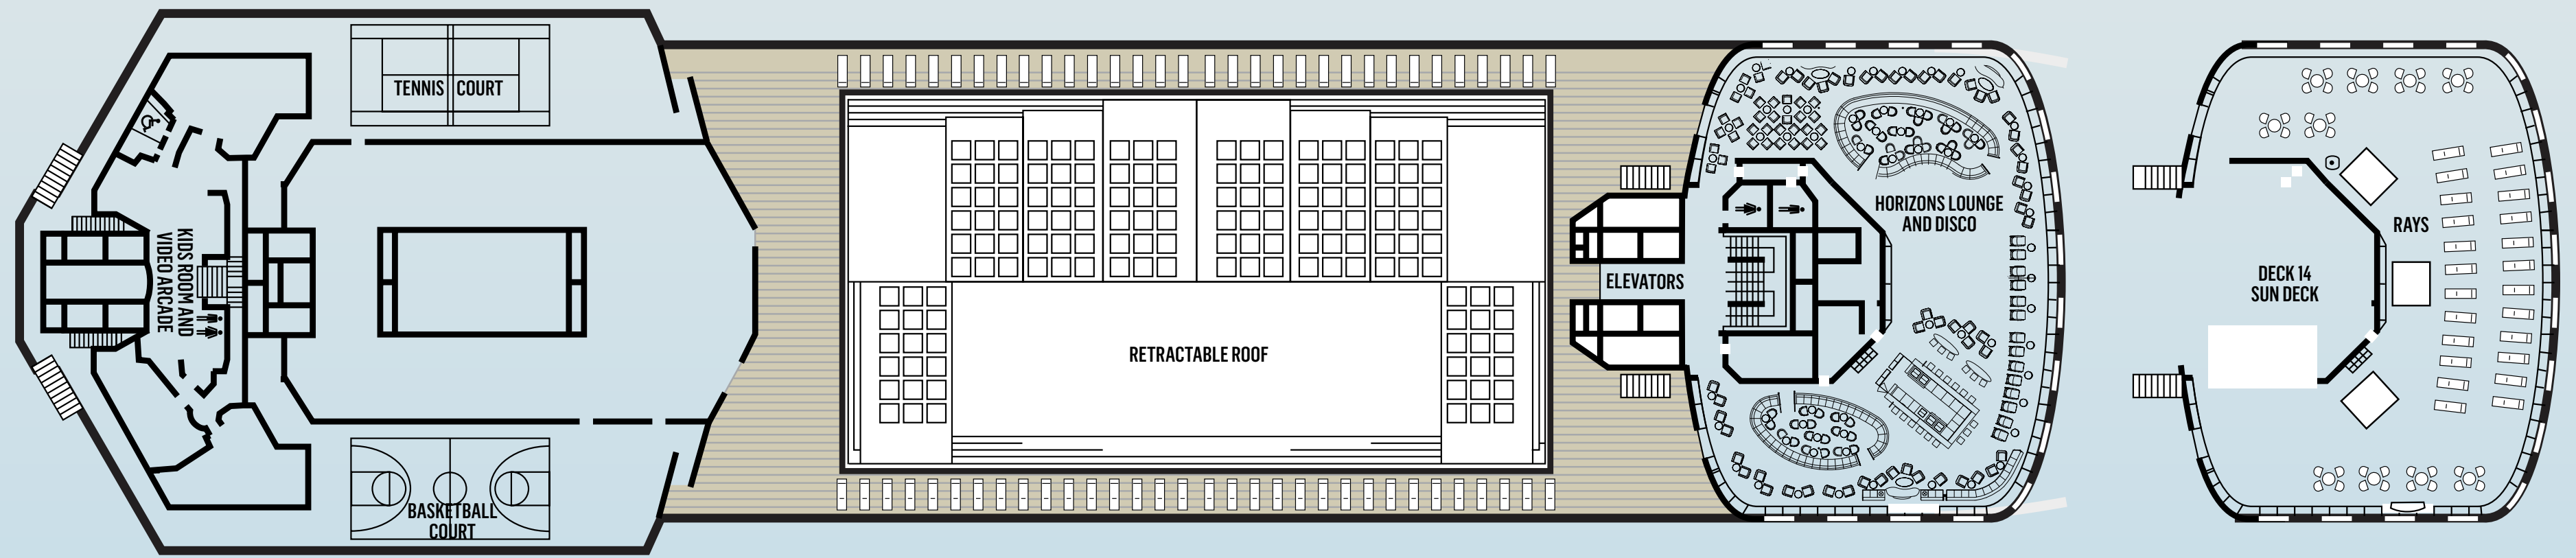 TENNIS COURT
KIDS ROOM AND
VIDEO ARCADE
BASKETBALL
COURT
RETRACTABLE ROOF
ELEVATORS
HORIZONS LOUNGE
AND DISCO
RAYS
DECK 14
SUN DECK